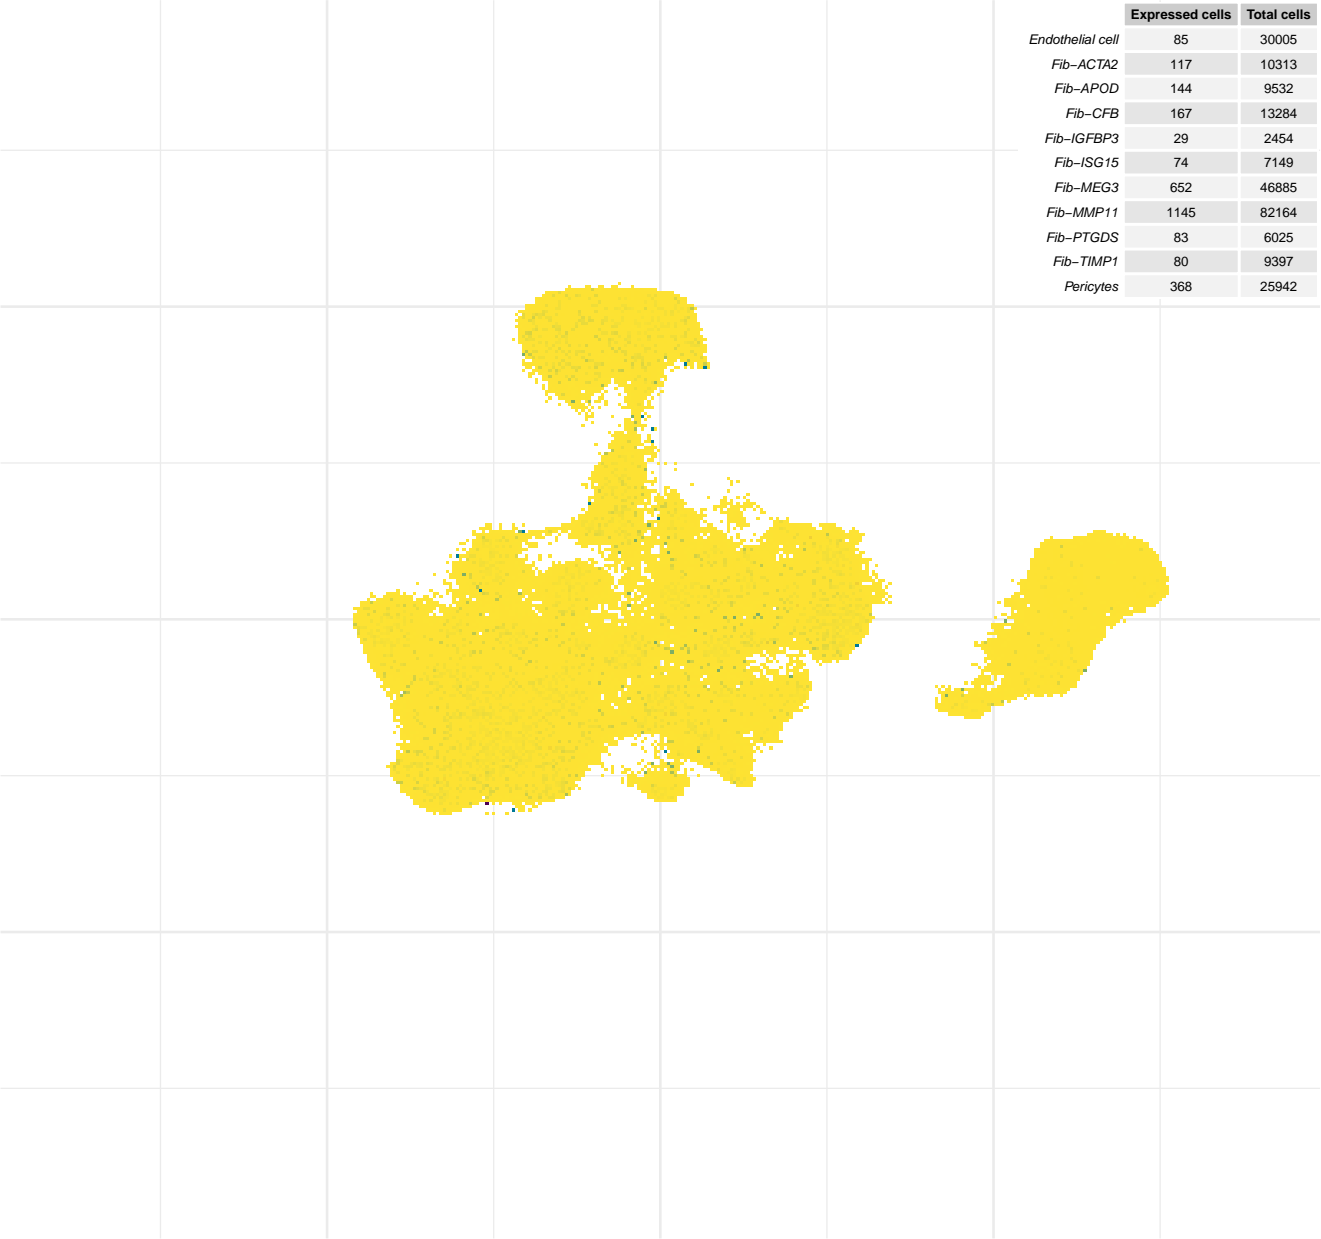 Expressed cells Total cells
Endothelial cell 85 30005
Fib−ACTA2 117 10313
Fib−APOD 144 9532
Fib−CFB 167 13284
Fib−IGFBP3 29 2454
Fib−ISG15 74 7149
Fib−MEG3 652 46885
Fib−MMP11 1145 82164
Fib−PTGDS 83 6025
Fib−TIMP1 80 9397
Pericytes 368 25942